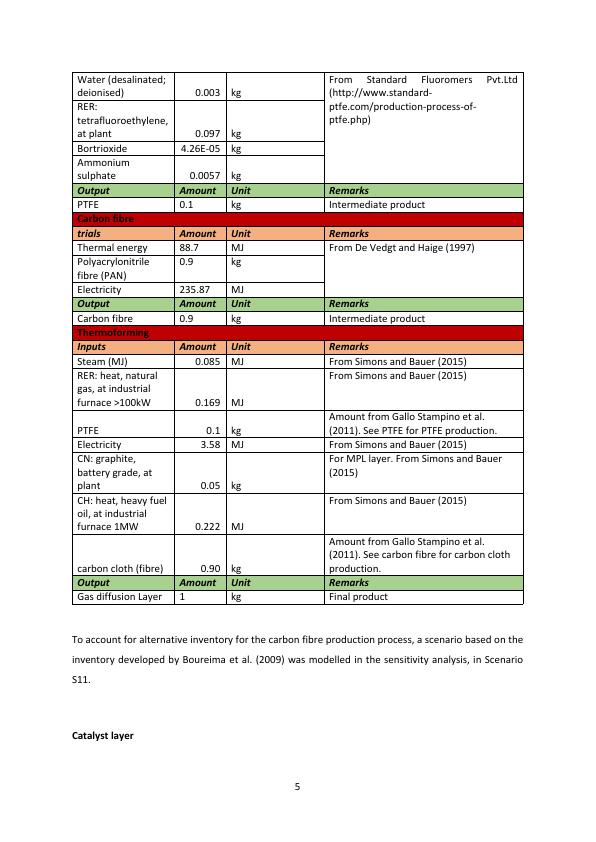 Water (desalinated;
deionised) 0.003 kg From Standard Fluoromers Pvt.Ltd
(http://www.standard-
ptfe.com/production-process-of-
ptfe.php)
RER:
tetrafluoroethylene,
at plant 0.097 kg
Bortrioxide 4.26E-05 kg
Ammonium
sulphate 0.0057 kg
Output Amount Unit Remarks
PTFE 0.1 kg Intermediate product
Carbon fibre
trials Amount Unit Remarks
Thermal energy 88.7 MJ From De Vedgt and Haige (1997)
Polyacrylonitrile 0.9 kg
fibre (PAN)
Electricity 235.87 MJ
Output Amount Unit Remarks
Carbon fibre 0.9 kg Intermediate product
Thermoforming
Inputs Amount Unit Remarks
Steam (MJ) 0.085 MJ From Simons and Bauer (2015)
RER: heat, natural From Simons and Bauer (2015)
gas, at industrial
furnace >100kW 0.169 MJ
Amount from Gallo Stampino et al.
PTFE 0.1 kg (2011). See PTFE for PTFE production.
Electricity 3.58 MJ From Simons and Bauer (2015)
CN: graphite, For MPL layer. From Simons and Bauer
battery grade, at (2015)
plant 0.05 kg
CH: heat, heavy fuel From Simons and Bauer (2015)
oil, at industrial
furnace 1MW 0.222 MJ
Amount from Gallo Stampino et al.
(2011). See carbon fibre for carbon cloth
carbon cloth (fibre) 0.90 kg production.
Output Amount Unit Remarks
Gas diffusion Layer 1 kg Final product
To account for alternative inventory for the carbon fibre production process, a scenario based on the
inventory developed by Boureima et al. (2009) was modelled in the sensitivity analysis, in Scenario
S11.
Catalyst layer
5